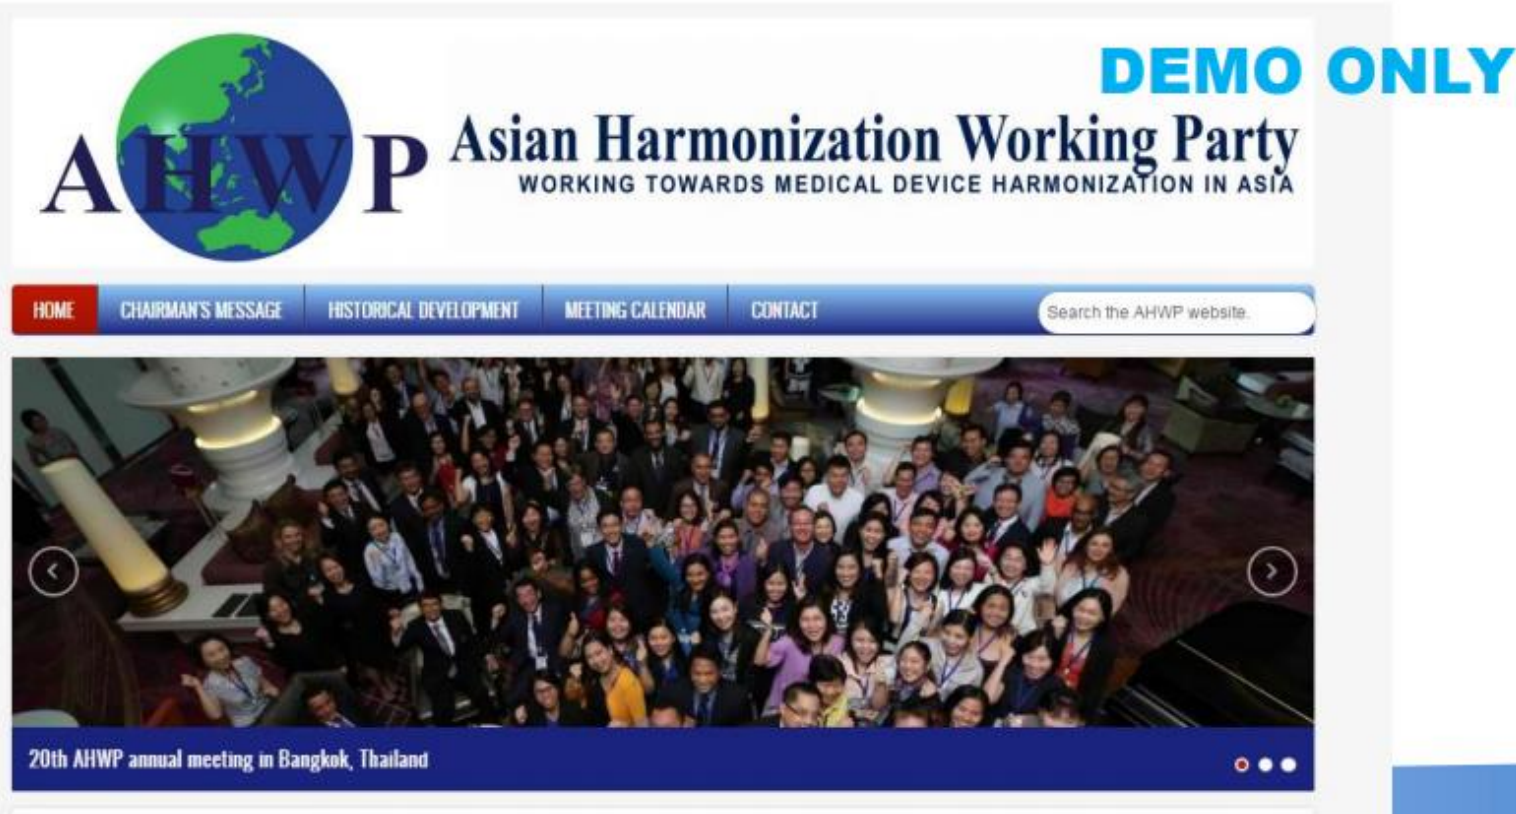 DEMO ONLY
AHWP
Asian Harmonization Working Party
WORKING TOWARDS MEDICAL DEVICE HARMONIZATION IN ASIA
HOME CHAIRMAN'S MESSAGE HISTORICAL DEVELOPMENT MEETING CALENDAR CONTACT Search the AHWP website.
20th AHWP annual meeting in Bangkok, Thailand